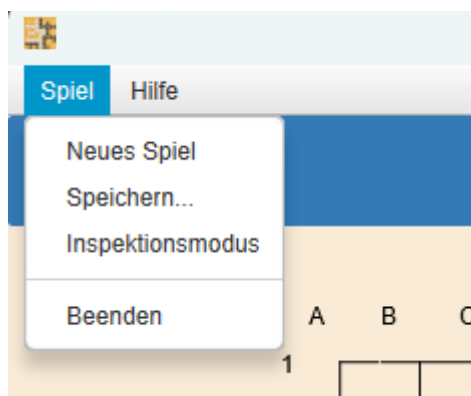 Spiel Hilfe
Neues Spiel
Speichern...
Inspektionsmodus
Beenden
A B C
1